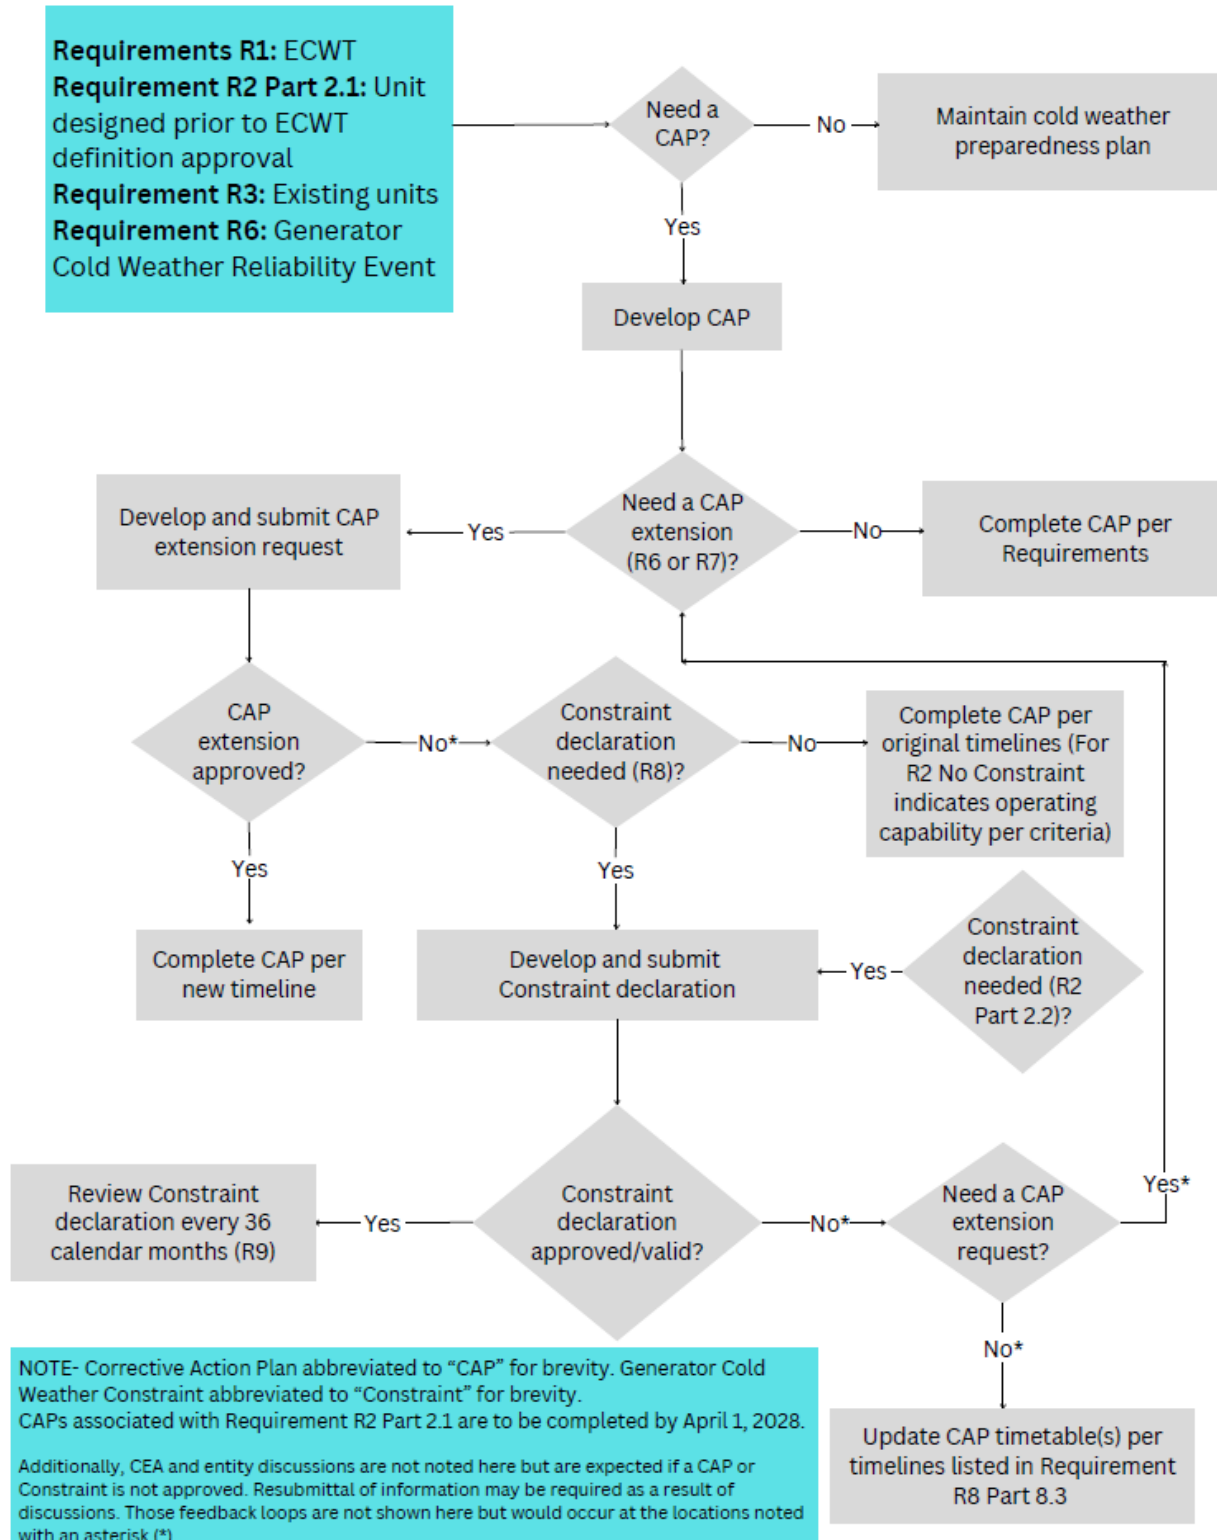 Requirements R1: ECWT
Requirement R2 Part 2.1: Unit
designed prior to ECWT
definition approval
Requirement R3: Existing units
Requirement R6: Generator
Cold Weather Reliability Event
Need a
CAP?
No
Maintain cold weather
preparedness plan
Yes
Develop CAP
Need a CAP
extension
(R6 or R7)?
Yes
Develop and submit CAP
extension request
No
Complete CAP per
Requirements
CAP
extension
approved?
No*
Constraint
declaration
needed (R8)?
No
Complete CAP per
original timelines (For
R2 No Constraint
indicates operating
capability per criteria)
Yes
Yes
Complete CAP per
new timeline
Develop and submit
Constraint declaration
Yes
Constraint
declaration
needed (R2
Part 2.2)?
Review Constraint
declaration every 36
calendar months (R9)
Yes
Constraint
declaration
approved/valid?
No*
Need a CAP
extension
request?
Yes*
No*
Update CAP timetable(s) per
timelines listed in Requirement
R8 Part 8.3
NOTE- Corrective Action Plan abbreviated to “CAP” for brevity. Generator Cold
Weather Constraint abbreviated to “Constraint” for brevity.
CAPs associated with Requirement R2 Part 2.1 are to be completed by April 1, 2028.
Additionally, CEA and entity discussions are not noted here but are expected if a CAP or
Constraint is not approved. Resubmittal of information may be required as a result of
discussions. Those feedback loops are not shown here but would occur at the locations noted
with an asterisk (*)